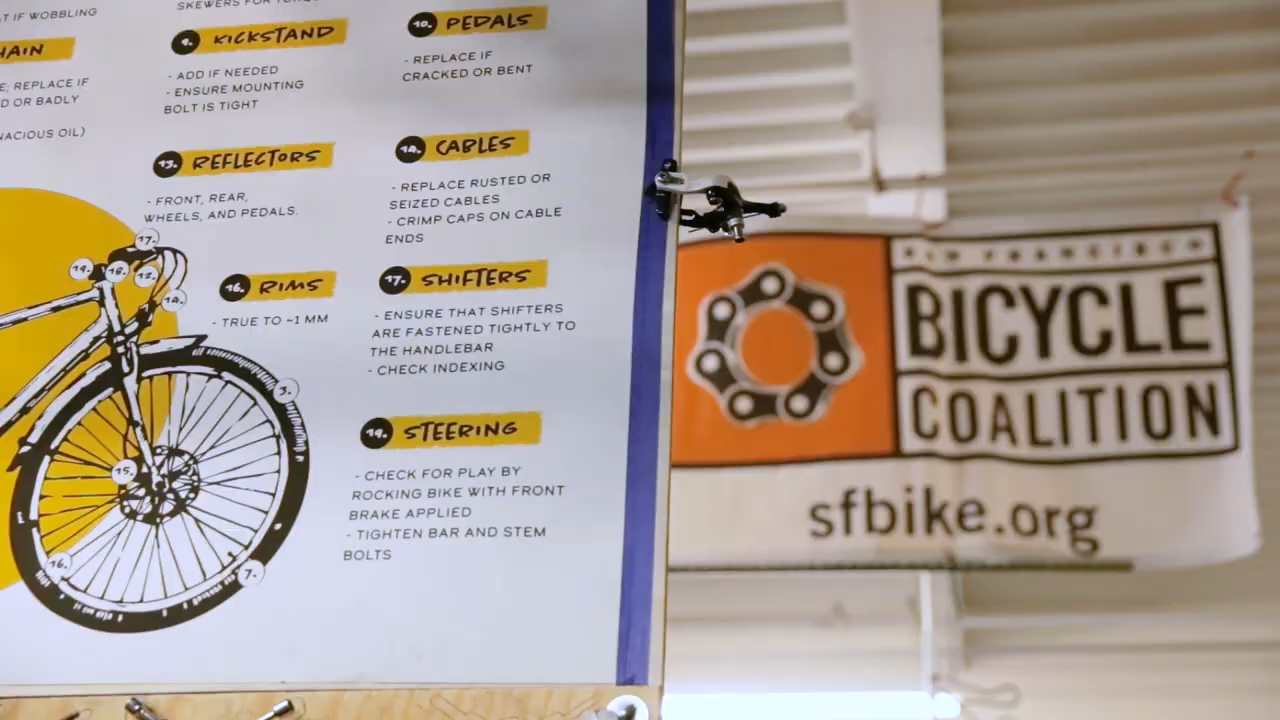 T IF WOBBLING
SKEWERS FOR
HAIN
E; REPLACE IF
D OR BADLY
NACIOUS OIL)
9. KICKSTAND
- ADD IF NEEDED
- ENSURE MOUNTING
BOLT IS TIGHT
10. PEDALS
- REPLACE IF
CRACKED OR BENT
13. REFLECTORS
- FRONT, REAR,
WHEELS, AND PEDALS.
14. CABLES
- REPLACE RUSTED OR
SEIZED CABLES
- CRIMP CAPS ON CABLE
ENDS
16. RIMS
- TRUE TO ~1 MM
17. SHIFTERS
- ENSURE THAT SHIFTERS
ARE FASTENED TIGHTLY TO
THE HANDLEBAR
- CHECK INDEXING
19. STEERING
- CHECK FOR PLAY BY
ROCKING BIKE WITH FRONT
BRAKE APPLIED
- TIGHTEN BAR AND STEM
BOLTS
17.
19.
18.
12.
14.
5.
15.
16.
7.
SAN FRANCISCO
BICYCLE
COALITION
sfbike.org